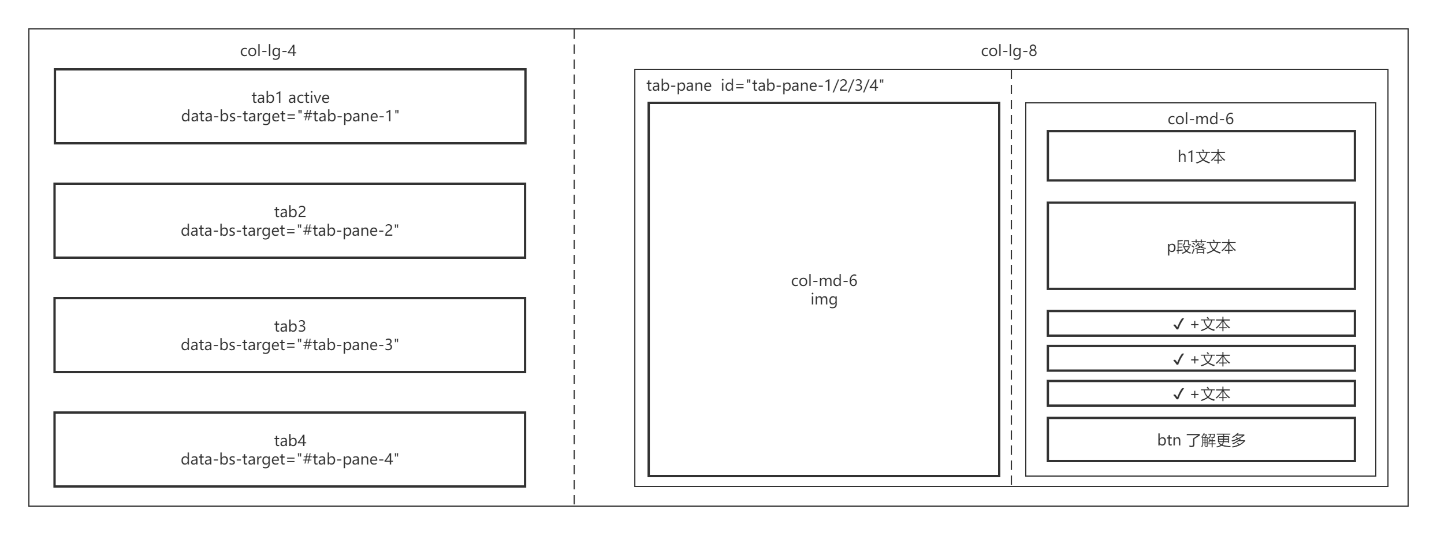 col-lg-4
tab1 active
data-bs-target="#tab-pane-1"
tab2
data-bs-target="#tab-pane-2"
tab3
data-bs-target="#tab-pane-3"
tab4
data-bs-target="#tab-pane-4"
col-lg-8
tab-pane id="tab-pane-1/2/3/4"
col-md-6
img
col-md-6
h1文本
p段落文本
✓ +文本
✓ +文本
✓ +文本
btn 了解更多